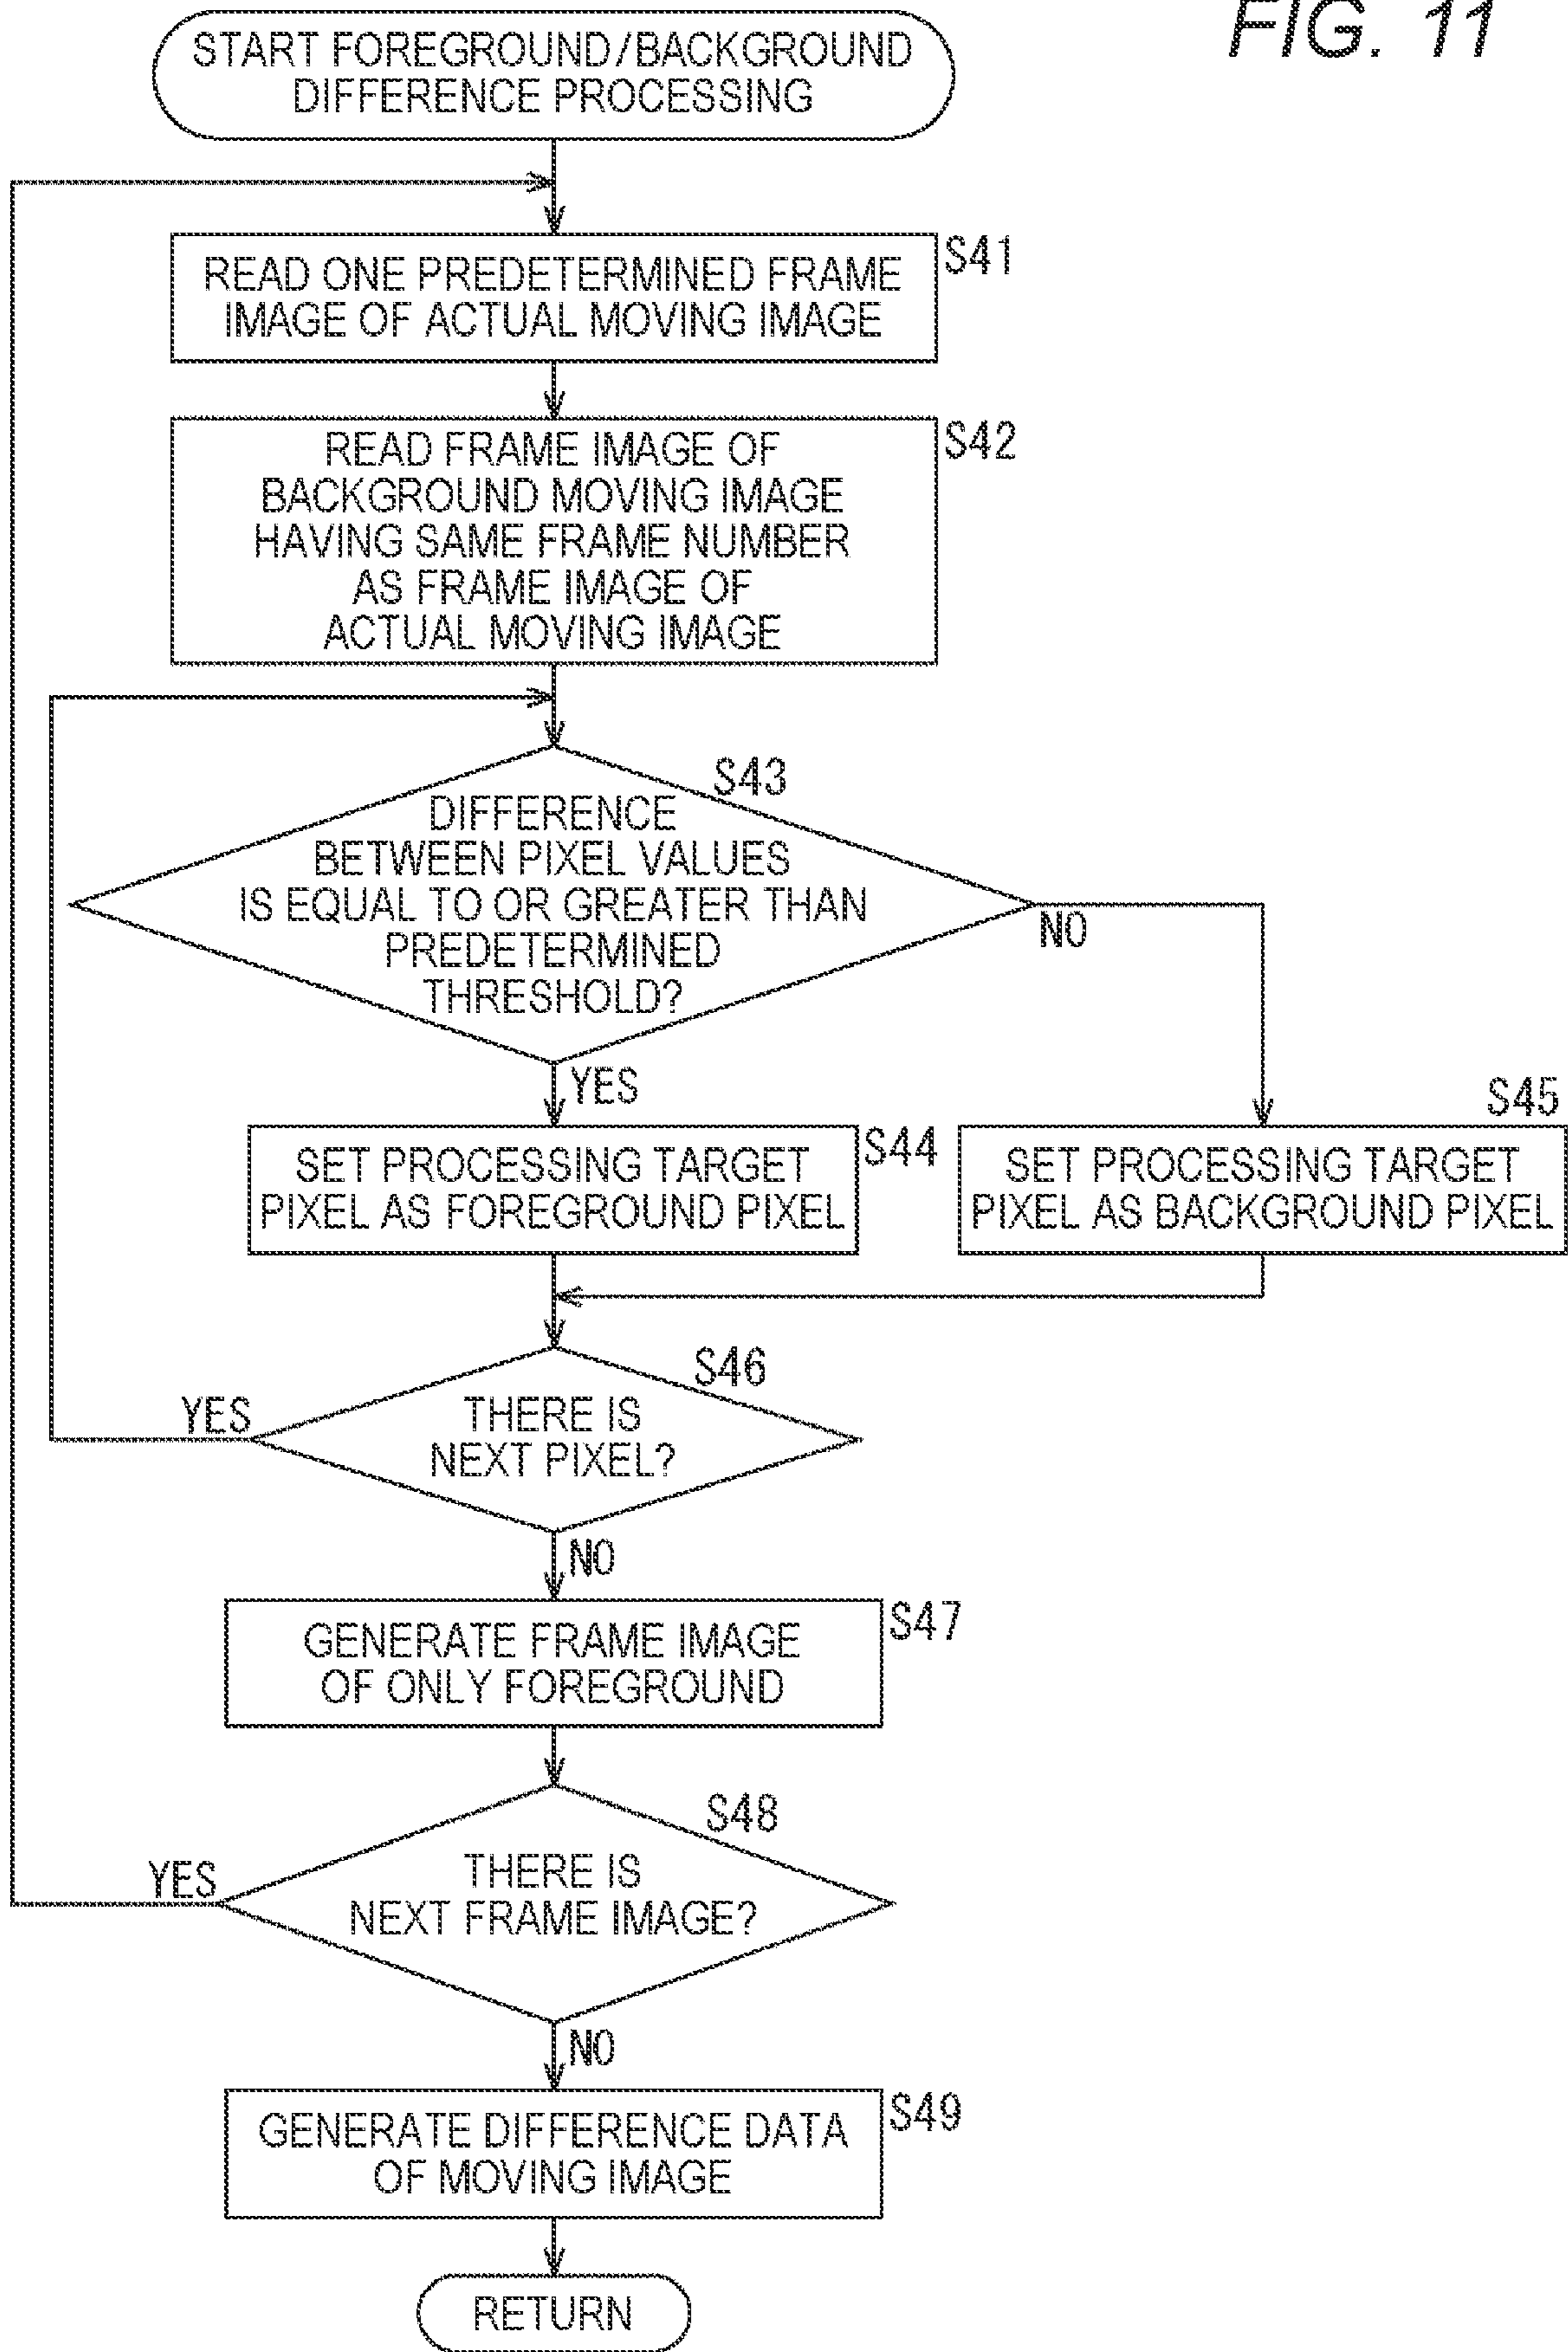 FIG. 11
START FOREGROUND/BACKGROUND
DIFFERENCE PROCESSING
S41
READ ONE PREDETERMINED FRAME
IMAGE OF ACTUAL MOVING IMAGE
S42
READ FRAME IMAGE OF
BACKGROUND MOVING IMAGE
HAVING SAME FRAME NUMBER
AS FRAME IMAGE OF
ACTUAL MOVING IMAGE
S43
DIFFERENCE
BETWEEN PIXEL VALUES
IS EQUAL TO OR GREATER THAN
PREDETERMINED
THRESHOLD?
NO
YES
S44
SET PROCESSING TARGET
PIXEL AS FOREGROUND PIXEL
S45
SET PROCESSING TARGET
PIXEL AS BACKGROUND PIXEL
S46
THERE IS
NEXT PIXEL?
YES
NO
S47
GENERATE FRAME IMAGE
OF ONLY FOREGROUND
S48
THERE IS
NEXT FRAME IMAGE?
YES
NO
S49
GENERATE DIFFERENCE DATA
OF MOVING IMAGE
RETURN